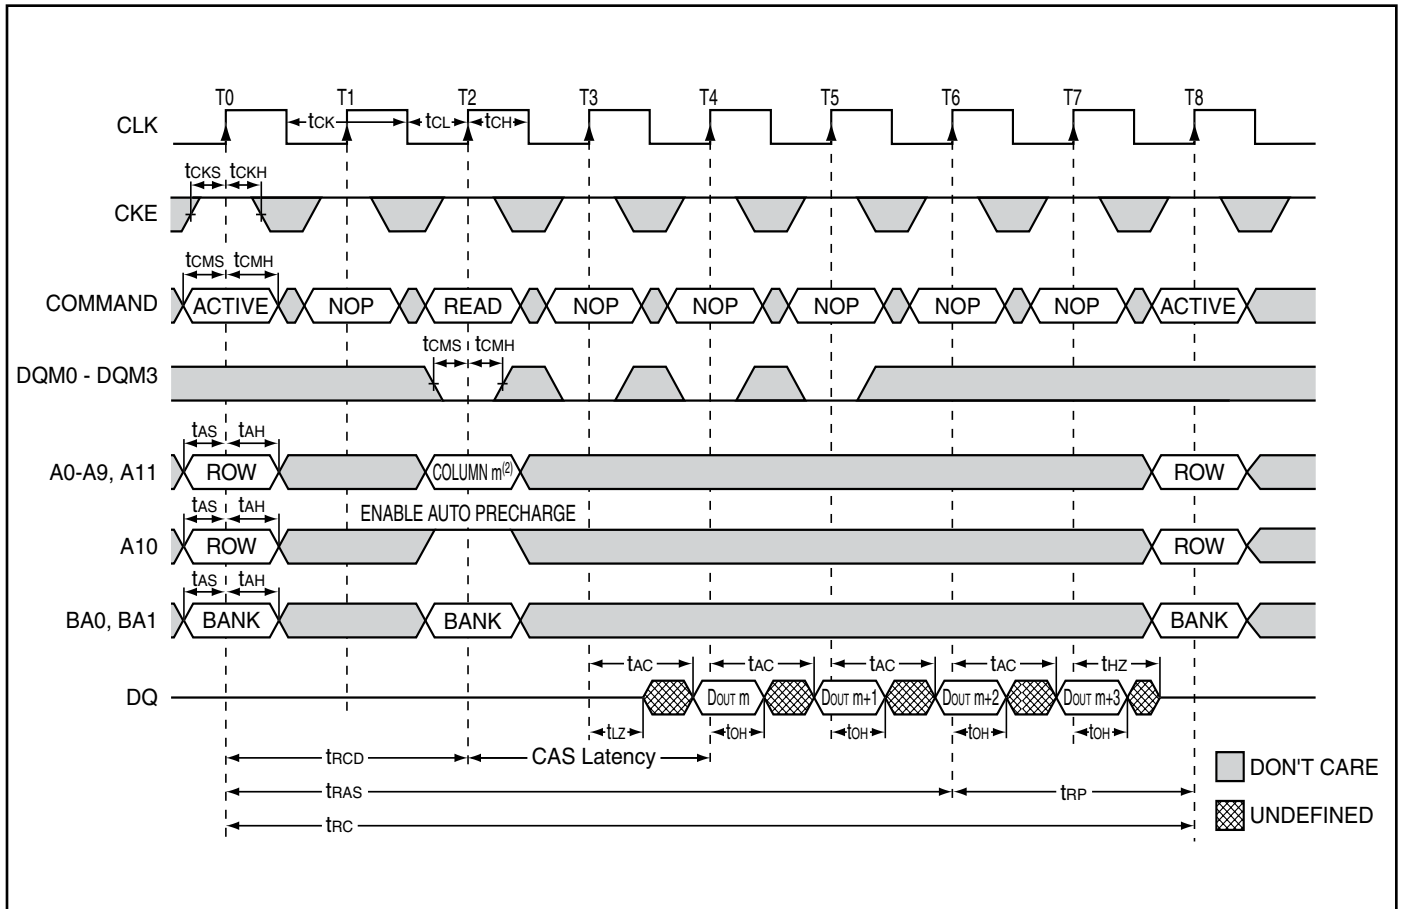 T0 T1 T2 T3 T4 T5 T6 T7 T8
CLK tCK tCL tCH
tCKS tCKH
CKE
tCMS tCMH
COMMAND ACTIVE NOP READ NOP NOP NOP NOP NOP ACTIVE
tCMS tCMH
DQM0 - DQM3
tAS tAH
A0-A9, A11 ROW COLUMN m(2) ROW
tAS tAH ENABLE AUTO PRECHARGE
A10 ROW ROW
tAS tAH
BA0, BA1 BANK BANK BANK
tAC tAC tAC tAC tHZ
DQ DOUT m DOUT m+1 DOUT m+2 DOUT m+3
tLZ tOH tOH tOH tOH
tRCD CAS Latency
DON'T CARE
tRAS tRP
UNDEFINED
tRC